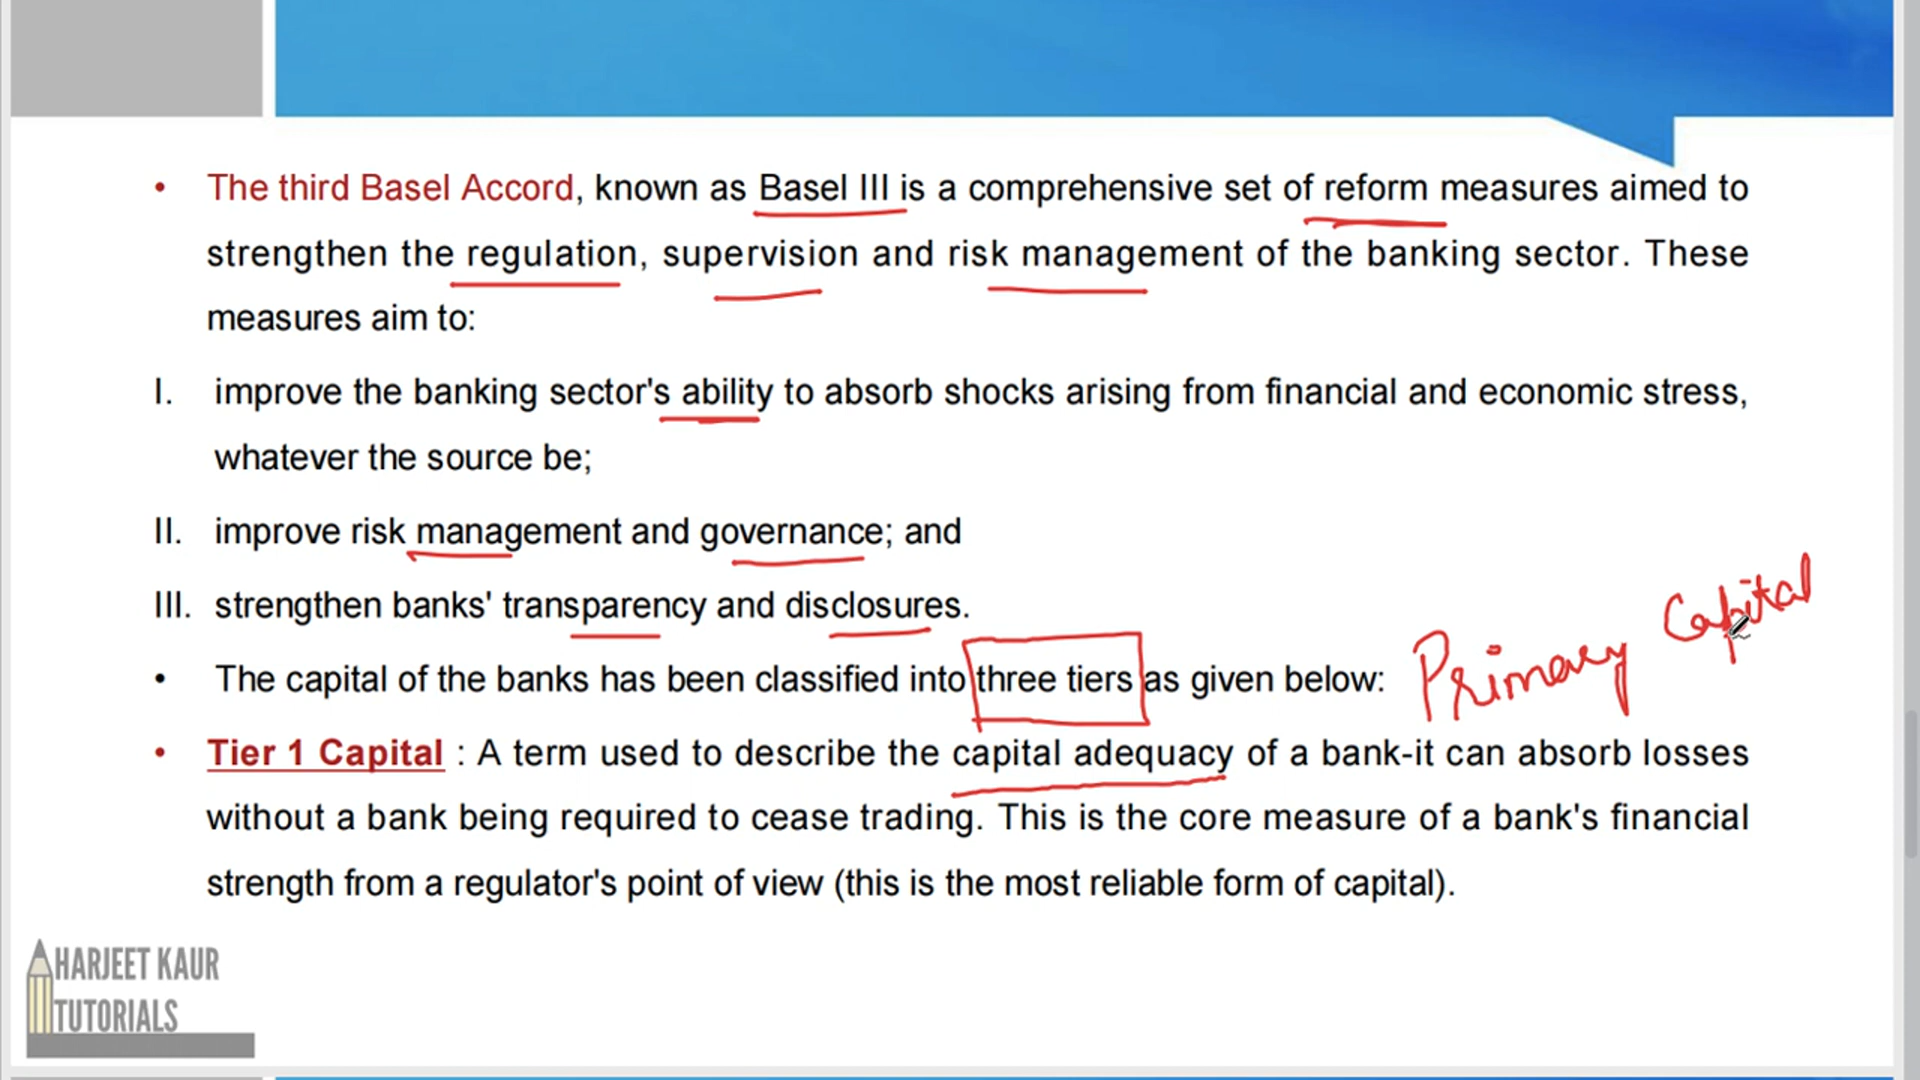 • The third Basel Accord, known as Basel III is a comprehensive set of reform measures aimed to
strengthen the regulation, supervision and risk management of the banking sector. These
measures aim to:
I. improve the banking sector's ability to absorb shocks arising from financial and economic stress,
whatever the source be;
II. improve risk management and governance; and
III. strengthen banks' transparency and disclosures.
• The capital of the banks has been classified into three tiers as given below: Primary Capital
• Tier 1 Capital : A term used to describe the capital adequacy of a bank-it can absorb losses
without a bank being required to cease trading. This is the core measure of a bank's financial
strength from a regulator's point of view (this is the most reliable form of capital).
HARJEET KAUR
TUTORIALS